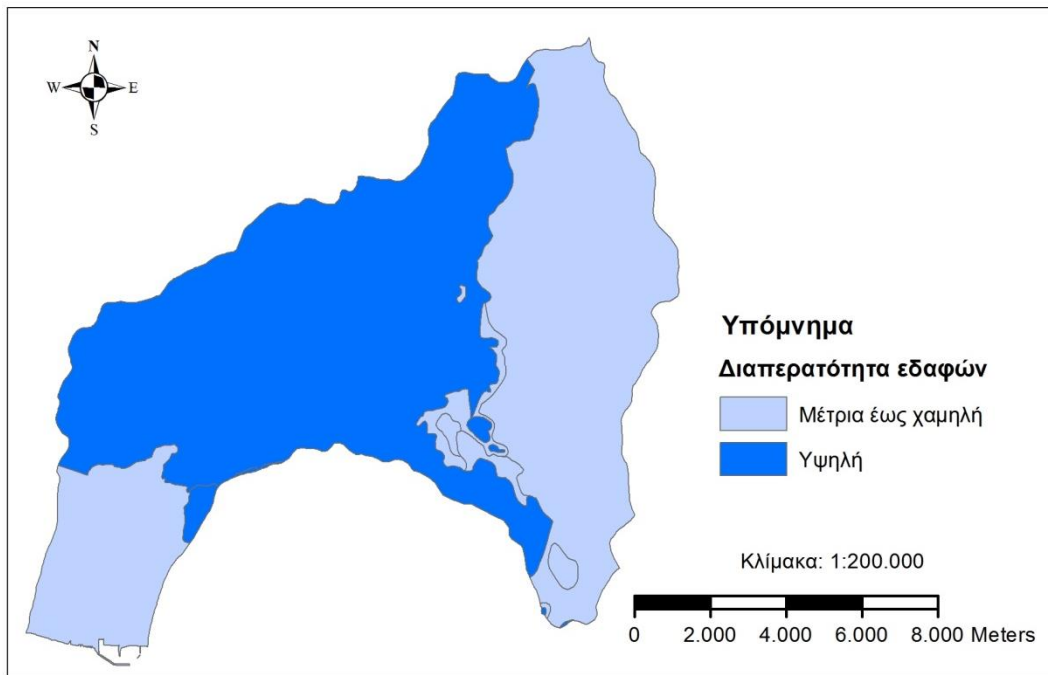 N
W E
S
Υπόμνημα
Διαπερατότητα εδαφών
Μέτρια έως χαμηλή
Υψηλή
Κλίμακα: 1:200.000
0 2.000 4.000 6.000 8.000 Meters